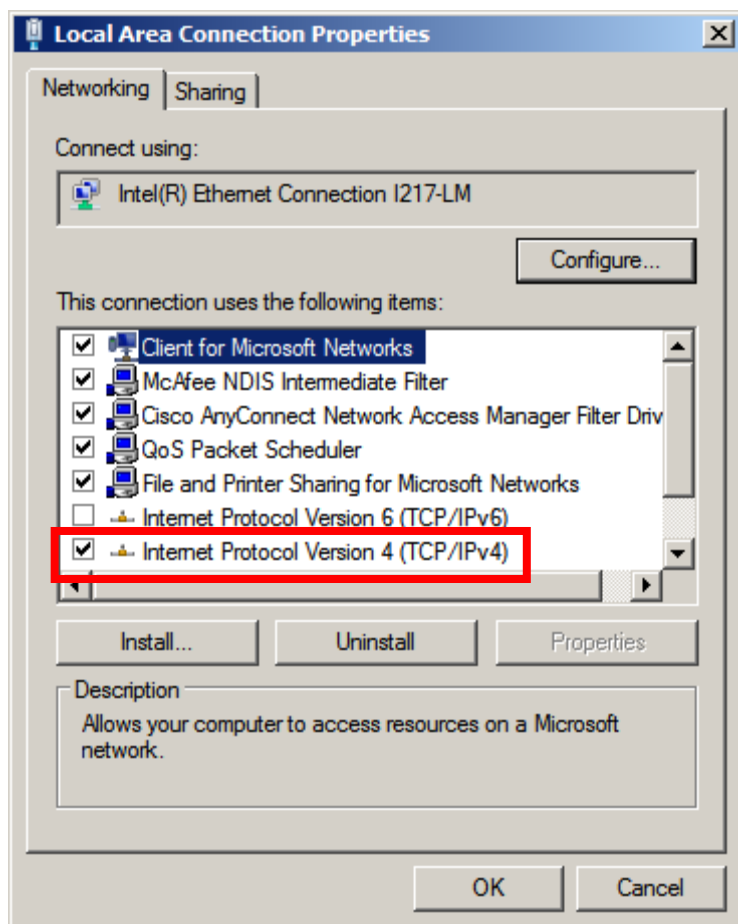 Local Area Connection Properties
Networking
Sharing
Connect using:
Intel(R) Ethernet Connection I217-LM
Configure...
This connection uses the following items:
Client for Microsoft Networks
McAfee NDIS Intermediate Filter
Cisco AnyConnect Network Access Manager Filter Driv
QoS Packet Scheduler
File and Printer Sharing for Microsoft Networks
Internet Protocol Version 6 (TCP/IPv6)
Internet Protocol Version 4 (TCP/IPv4)
Install...
Uninstall
Properties
Description
Allows your computer to access resources on a Microsoft
network.
OK
Cancel